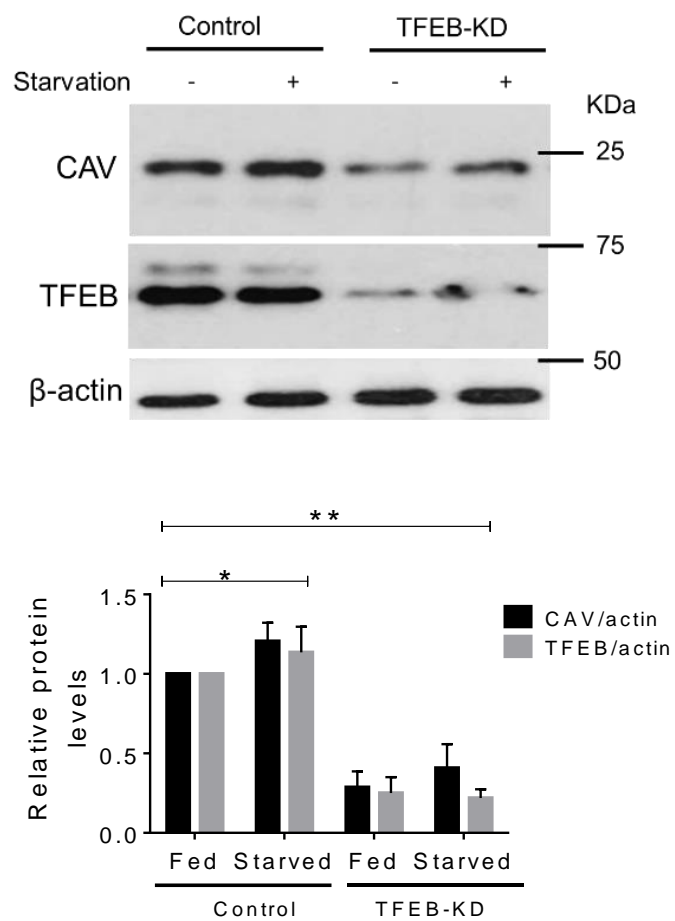 Control TFEB-KD
Starvation - + - +
KDa
CAV 25
75
TFEB
50
β-actin
**
*
1.5
1.0
0.5
0.0
Relative protein
levels
CAV/actin
TFEB/actin
Fed Starved Fed Starved
Control TFEB-KD